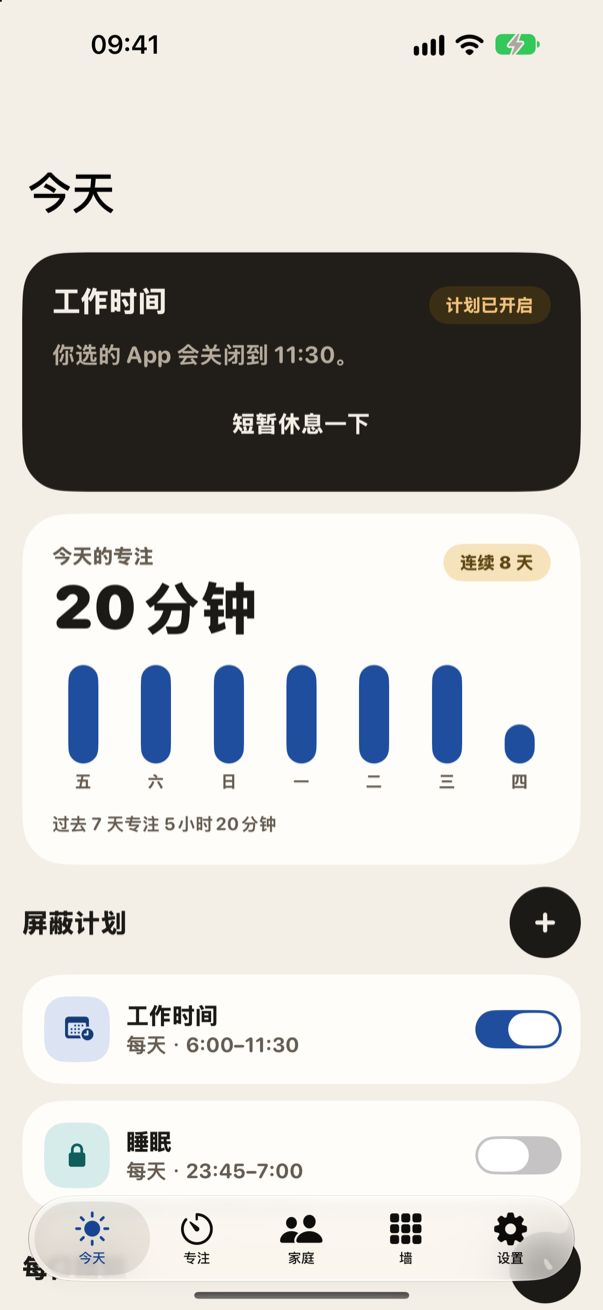 09:41
今天
工作时间
计划已开启
你选的 App 会关闭到 11:30。
短暂休息一下
今天的专注
连续 8 天
20 分钟
五 六 日 一 二 三 四
过去 7 天专注 5小时20分钟
屏蔽计划
工作时间
每天 · 6:00–11:30
睡眠
每天 · 23:45–7:00
每
今天 专注 家庭 墙 设置